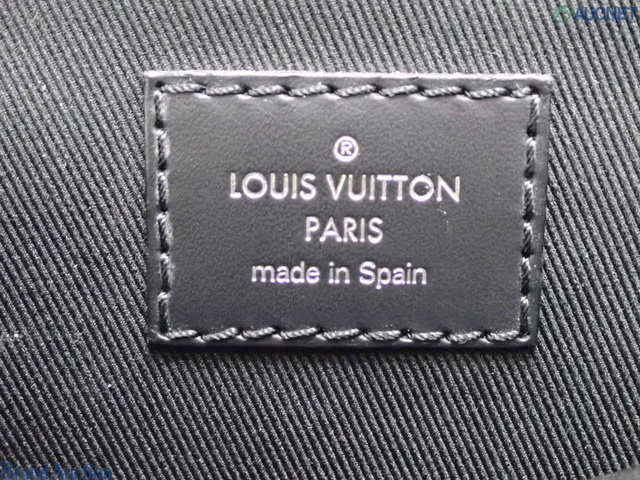 AUCNET
®
LOUIS VUITTON
PARIS
made in Spain
Brand Auction